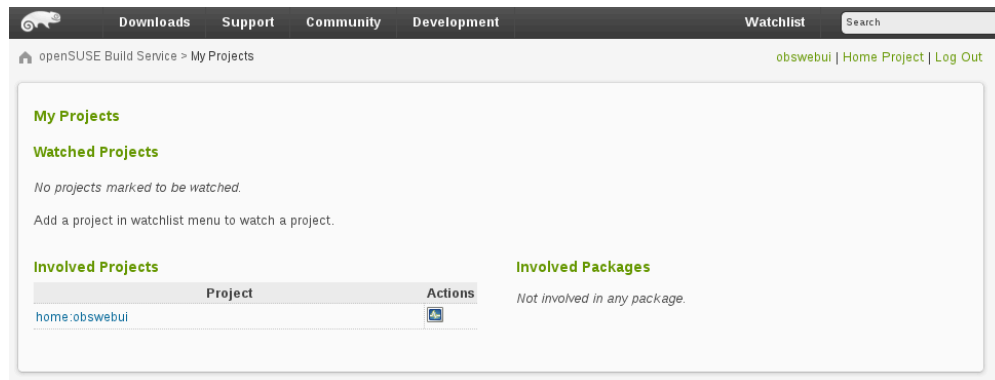 Downloads Support Community Development Watchlist Search
openSUSE Build Service > My Projects obswebui | Home Project | Log Out
My Projects
Watched Projects
No projects marked to be watched.
Add a project in watchlist menu to watch a project.
Involved Projects
Project Actions
home:obswebui
Involved Packages
Not involved in any package.